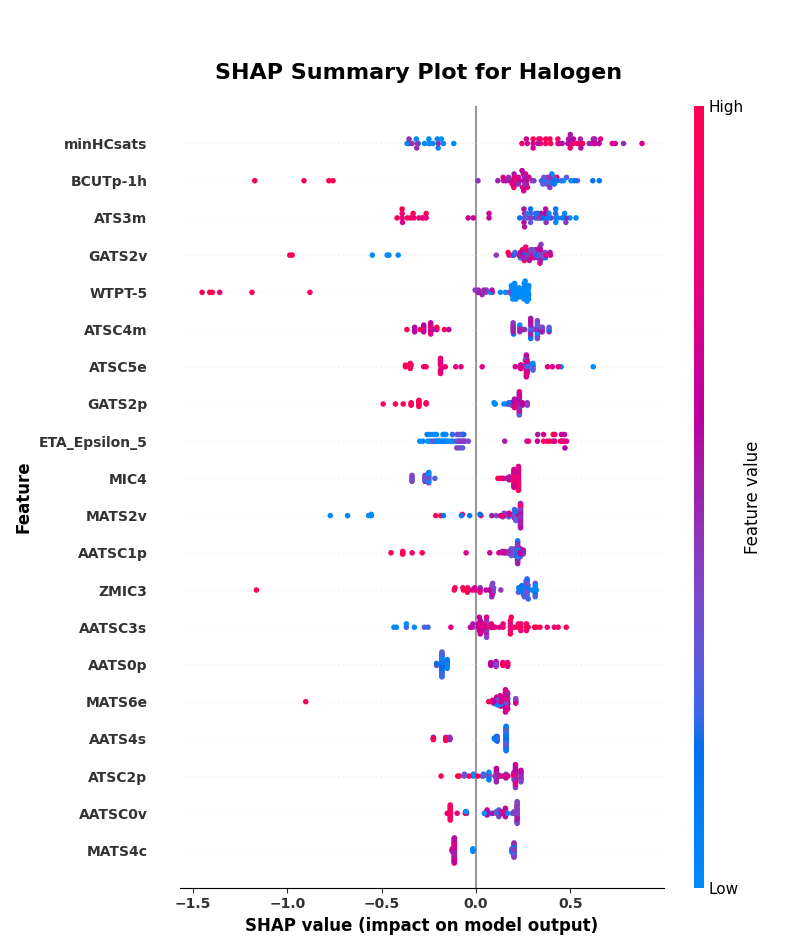 SHAP Summary Plot for Halogen
High
minHCsats
BCUTp-1h
ATS3m
GATS2v
WTPT-5
ATSC4m
ATSC5e
GATS2p
ETA_Epsilon_5
MIC4
MATS2v
AATSC1p
ZMIC3
AATSC3s
AATS0p
MATS6e
AATS4s
ATSC2p
AATSC0v
MATS4c
Feature
Feature value
Low
−1.5 −1.0 −0.5 0.0 0.5
SHAP value (impact on model output)